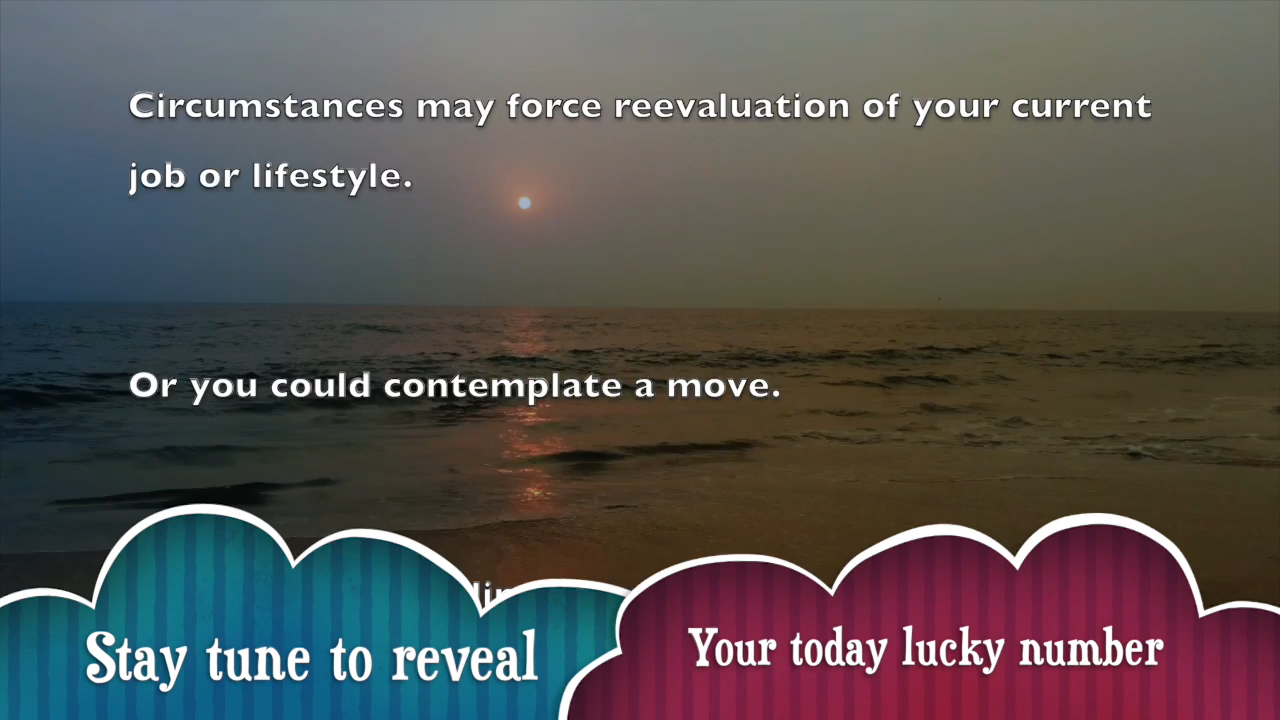 Circumstances may force reevaluation of your current
job or lifestyle.
Or you could contemplate a move.
Stay tune to reveal
Your today lucky number